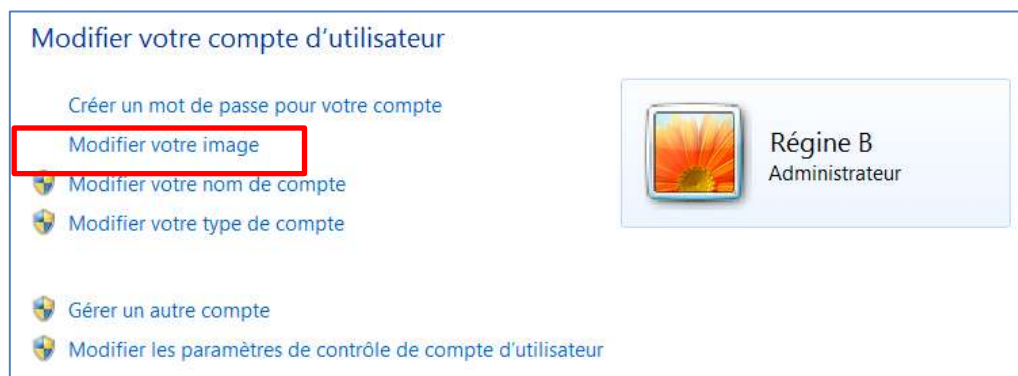 Modifier votre compte d’utilisateur
Créer un mot de passe pour votre compte
Modifier votre image
Modifier votre nom de compte
Modifier votre type de compte
Régine B
Administrateur
Gérer un autre compte
Modifier les paramètres de contrôle de compte d'utilisateur